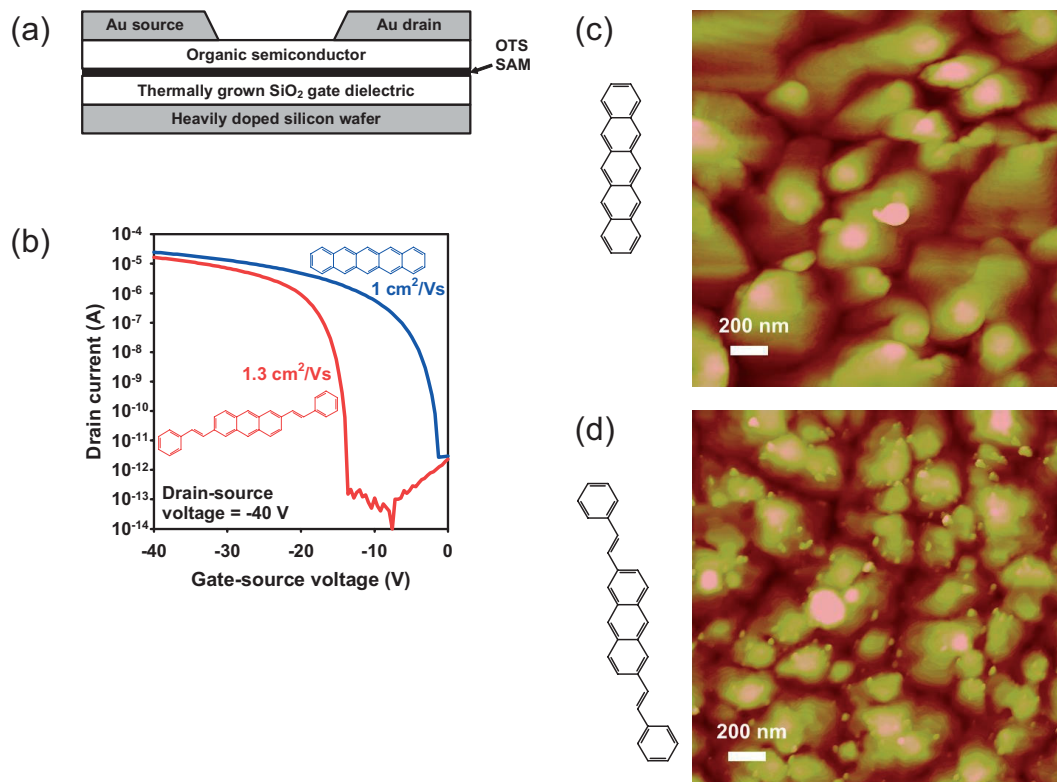 (a)
Au source
Au drain
Organic semiconductor
OTS
SAM
Thermally grown SiO₂ gate dielectric
Heavily doped silicon wafer
(b)
10⁻⁴
10⁻⁵
10⁻⁶
10⁻⁷
10⁻⁸
10⁻⁹
10⁻¹⁰
10⁻¹¹
10⁻¹²
10⁻¹³
10⁻¹⁴
Drain current (A)
1 cm²/Vs
1.3 cm²/Vs
Drain-source
voltage = -40 V
-40
-30
-20
-10
0
Gate-source voltage (V)
(c)
200 nm
(d)
200 nm